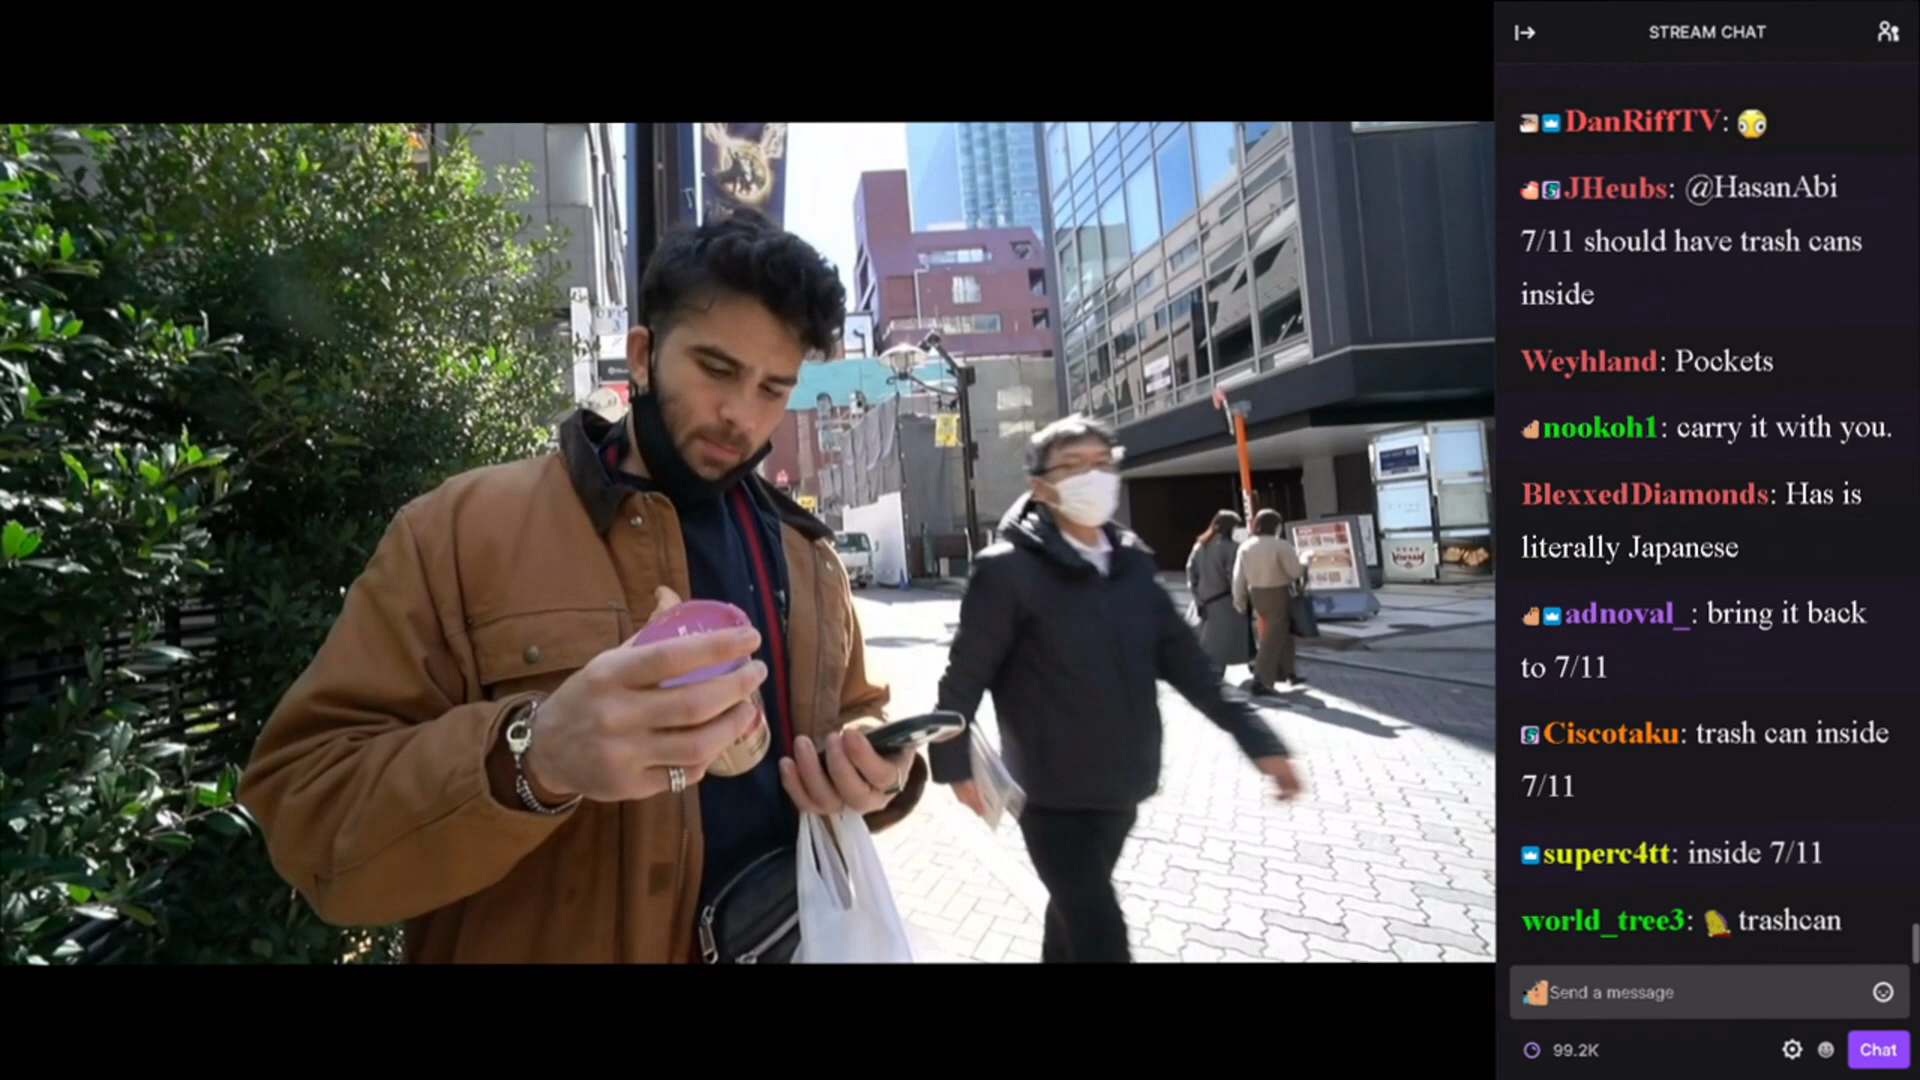 STREAM CHAT
DanRiffTV:
JHeubs: @HasanAbi
7/11 should have trash cans
inside
Weyhland: Pockets
nookoh1: carry it with you.
BlexxedDiamonds: Has is
literally Japanese
adnoval_: bring it back
to 7/11
Ciscotaku: trash can inside
7/11
superc4tt: inside 7/11
world_tree3: trashcan
Send a message
99.2K
Chat